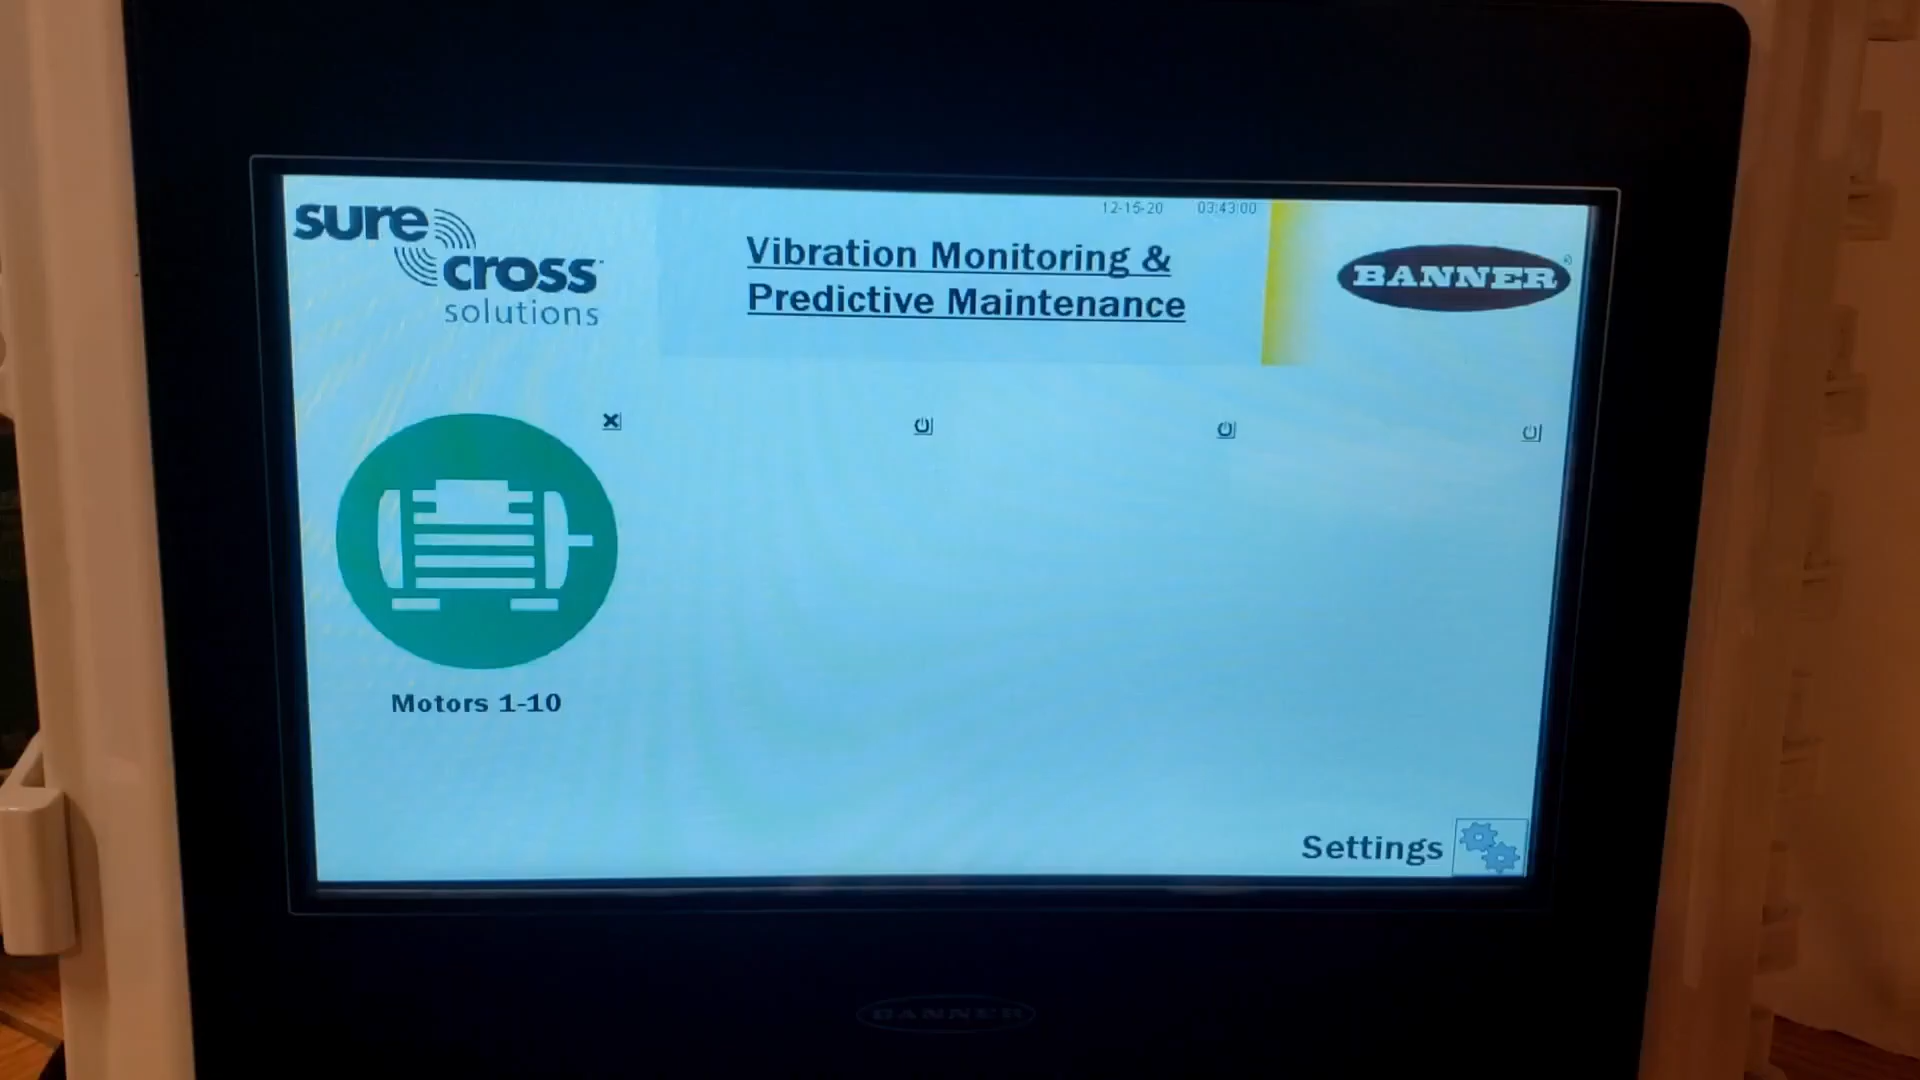 sure
cross
solutions
12-15-20 03:43:00
Vibration Monitoring &
Predictive Maintenance
BANNER
Motors 1-10
Settings
BANNER